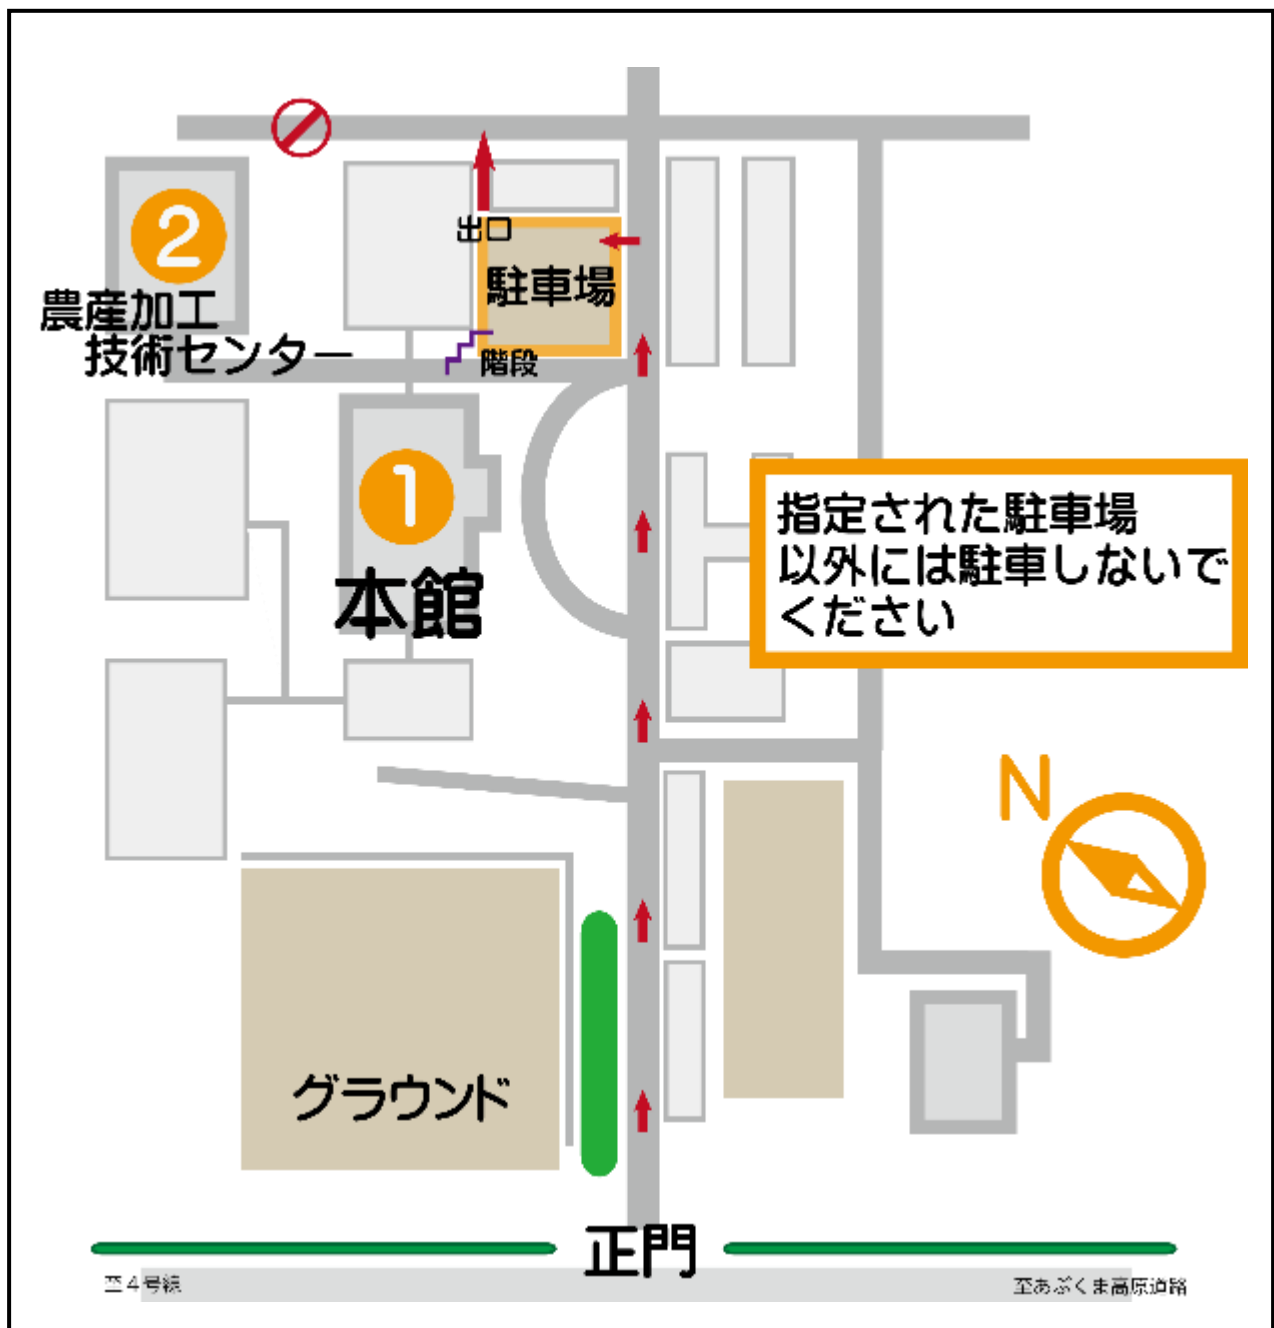 2
農産加工
技術センター
出口
駐車場
階段
1
本館
指定された駐車場
以外には駐車しないで
ください
N
グラウンド
正門
至4号線
至あぶくま高原道路